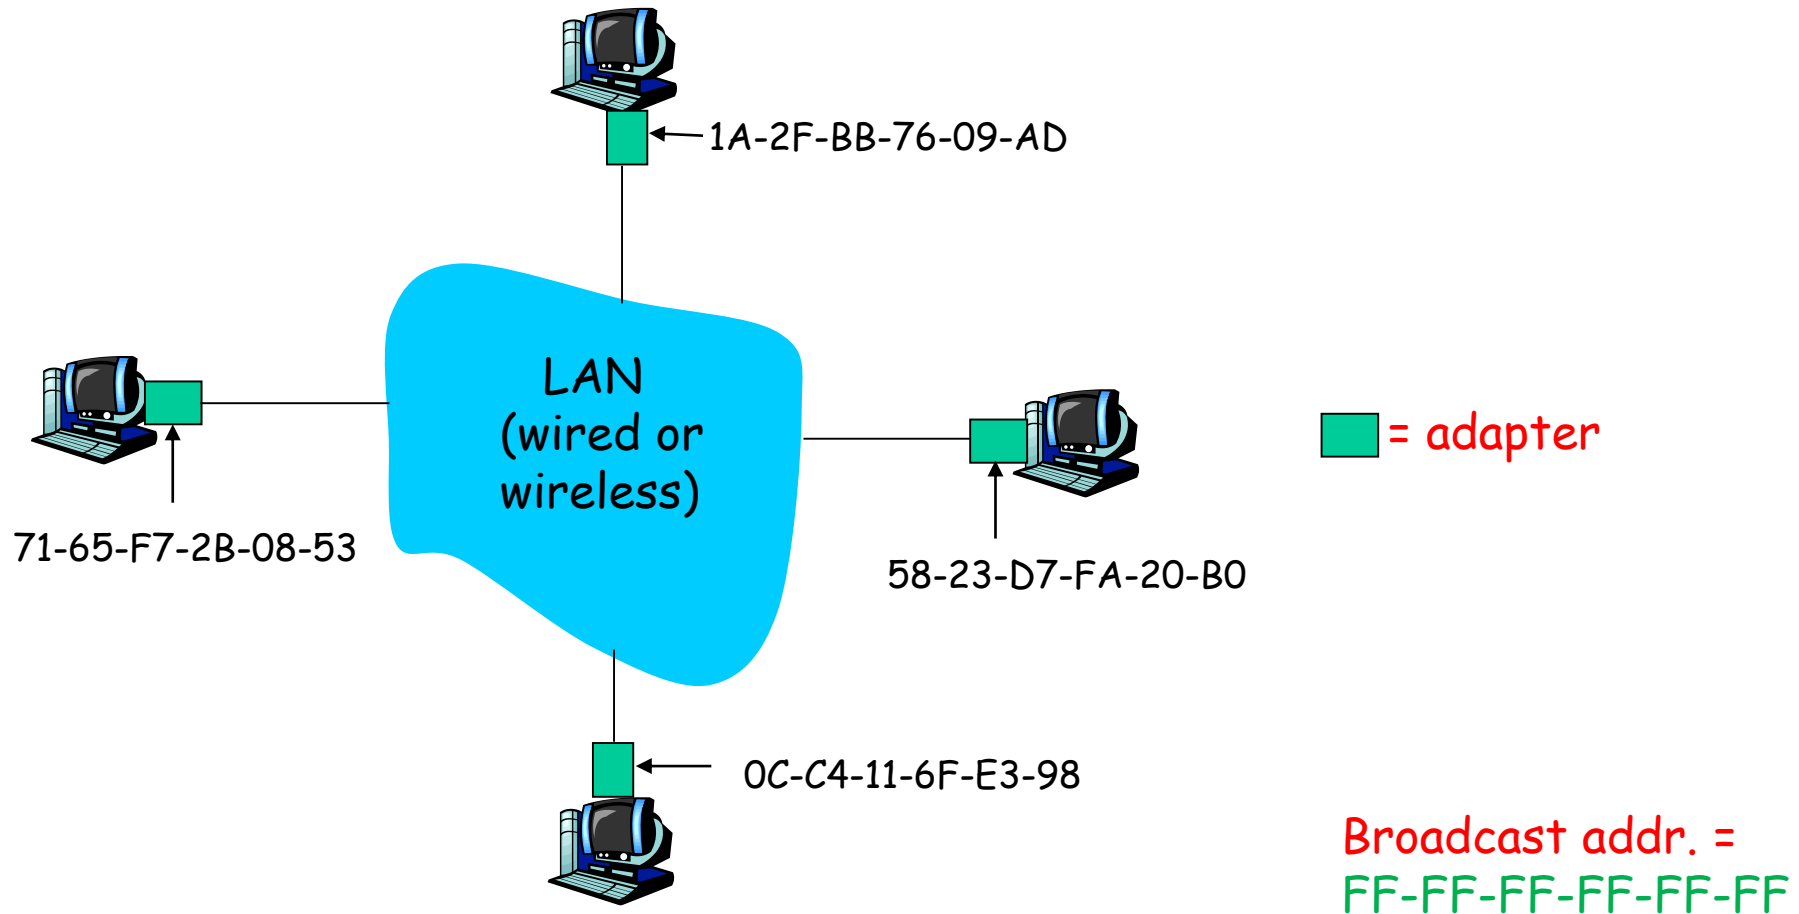 1A-2F-BB-76-09-AD
LAN
(wired or
wireless)
= adapter
71-65-F7-2B-08-53
58-23-D7-FA-20-B0
0C-C4-11-6F-E3-98
Broadcast addr. =
FF-FF-FF-FF-FF-FF